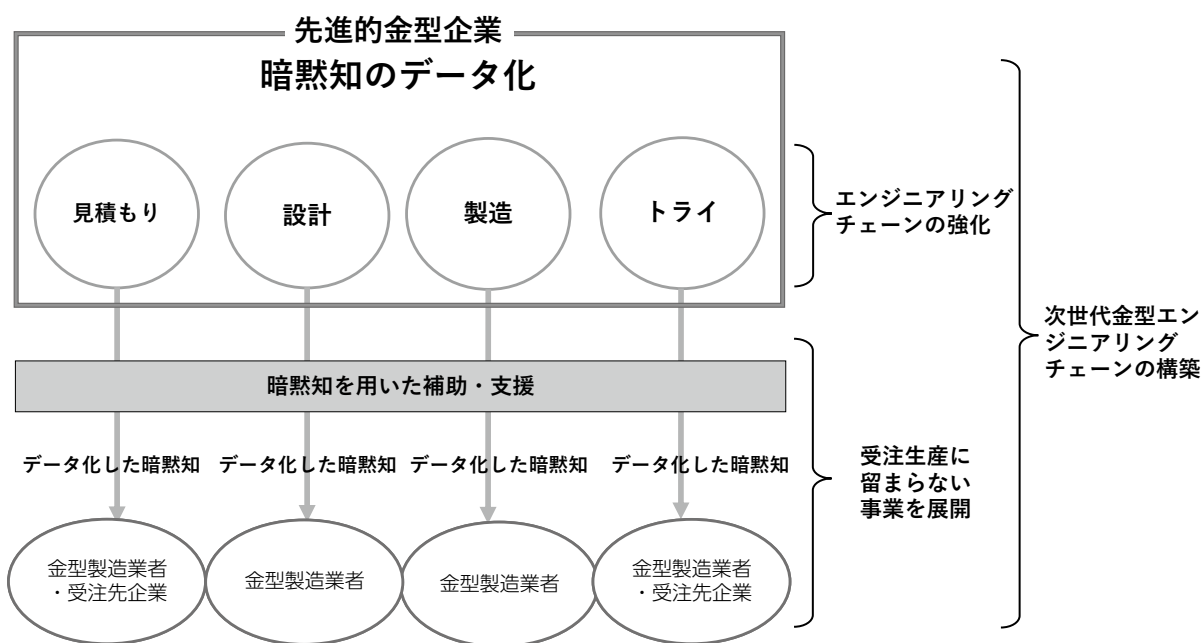 先進的金型企業
暗黙知のデータ化
見積もり
設計
製造
トライ
エンジニアリング
チェーンの強化
次世代金型エン
ジニアリング
チェーンの構築
暗黙知を用いた補助・支援
データ化した暗黙知
データ化した暗黙知
データ化した暗黙知
データ化した暗黙知
受注生産に
留まらない
事業を展開
金型製造業者
・受注先企業
金型製造業者
金型製造業者
金型製造業者
・受注先企業